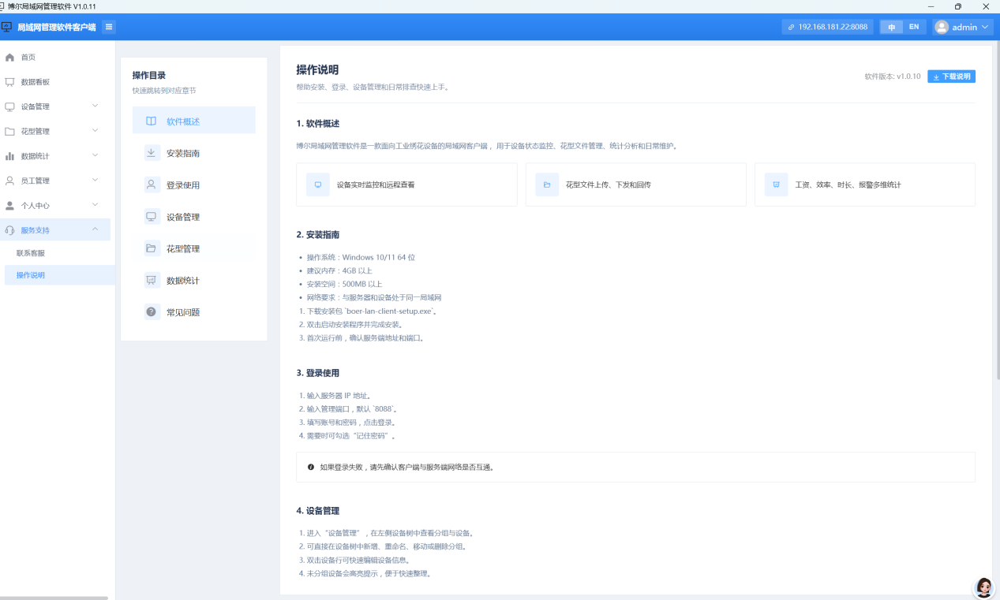 博尔局域网管理软件 V1.0.11
局域网管理软件客户端
192.168.181.22:8088
中
EN
admin
首页
数据看板
设备管理
花型管理
数据统计
员工管理
个人中心
服务支持
联系客服
操作说明
操作目录
快速跳转到对应章节
软件概述
安装指南
登录使用
设备管理
花型管理
数据统计
常见问题
操作说明
帮助安装、登录、设备管理和日常排查快速上手。
软件版本: v1.0.10
下载说明
1. 软件概述
博尔局域网管理软件是一款面向工业绣花设备的局域网客户端 ，用于设备状态监控、花型文件管理、统计分析和日常维护。
设备实时监控和远程查看
花型文件上传、下发和回传
工资、效率、时长、报警多维统计
2. 安装指南
• 操作系统：Windows 10/11 64 位
• 建议内存：4GB 以上
• 安装空间：500MB 以上
• 网络要求：与服务器和设备处于同一局域网
1. 下载安装包 `boer-lan-client-setup.exe`。
2. 双击启动安装程序并完成安装。
3. 首次运行前，确认服务端地址和端口。
3. 登录使用
1. 输入服务器 IP 地址。
2. 输入管理端口，默认 `8088`。
3. 填写账号和密码，点击登录。
4. 需要时可勾选“记住密码”。
如果登录失败，请先确认客户端与服务端网络是否互通。
4. 设备管理
1. 进入“设备管理”，在左侧设备树中查看分组与设备。
2. 可直接在设备树中新增、重命名、移动或删除分组。
3. 双击设备行可快速编辑设备信息。
4. 未分组设备会高亮提示，便于快速整理。